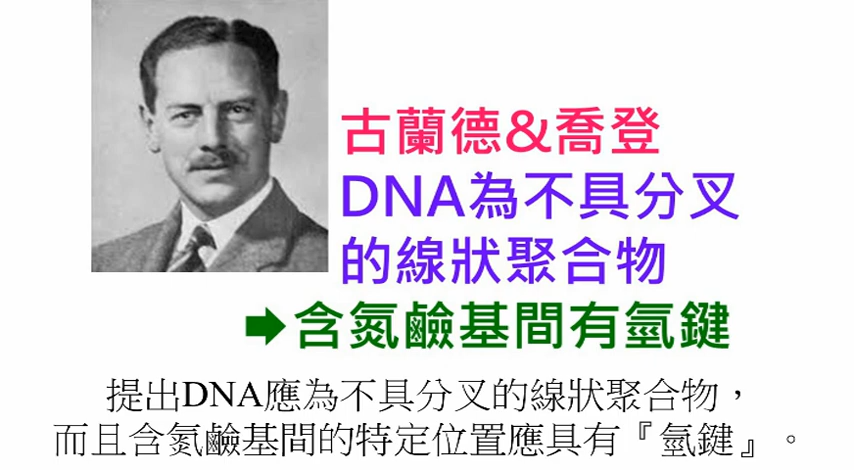 古蘭德&喬登
DNA為不具分叉
的線狀聚合物
➡含氮鹼基間有氫鍵
提出DNA應為不具分叉的線狀聚合物，
而且含氮鹼基間的特定位置應具有『氫鍵』。